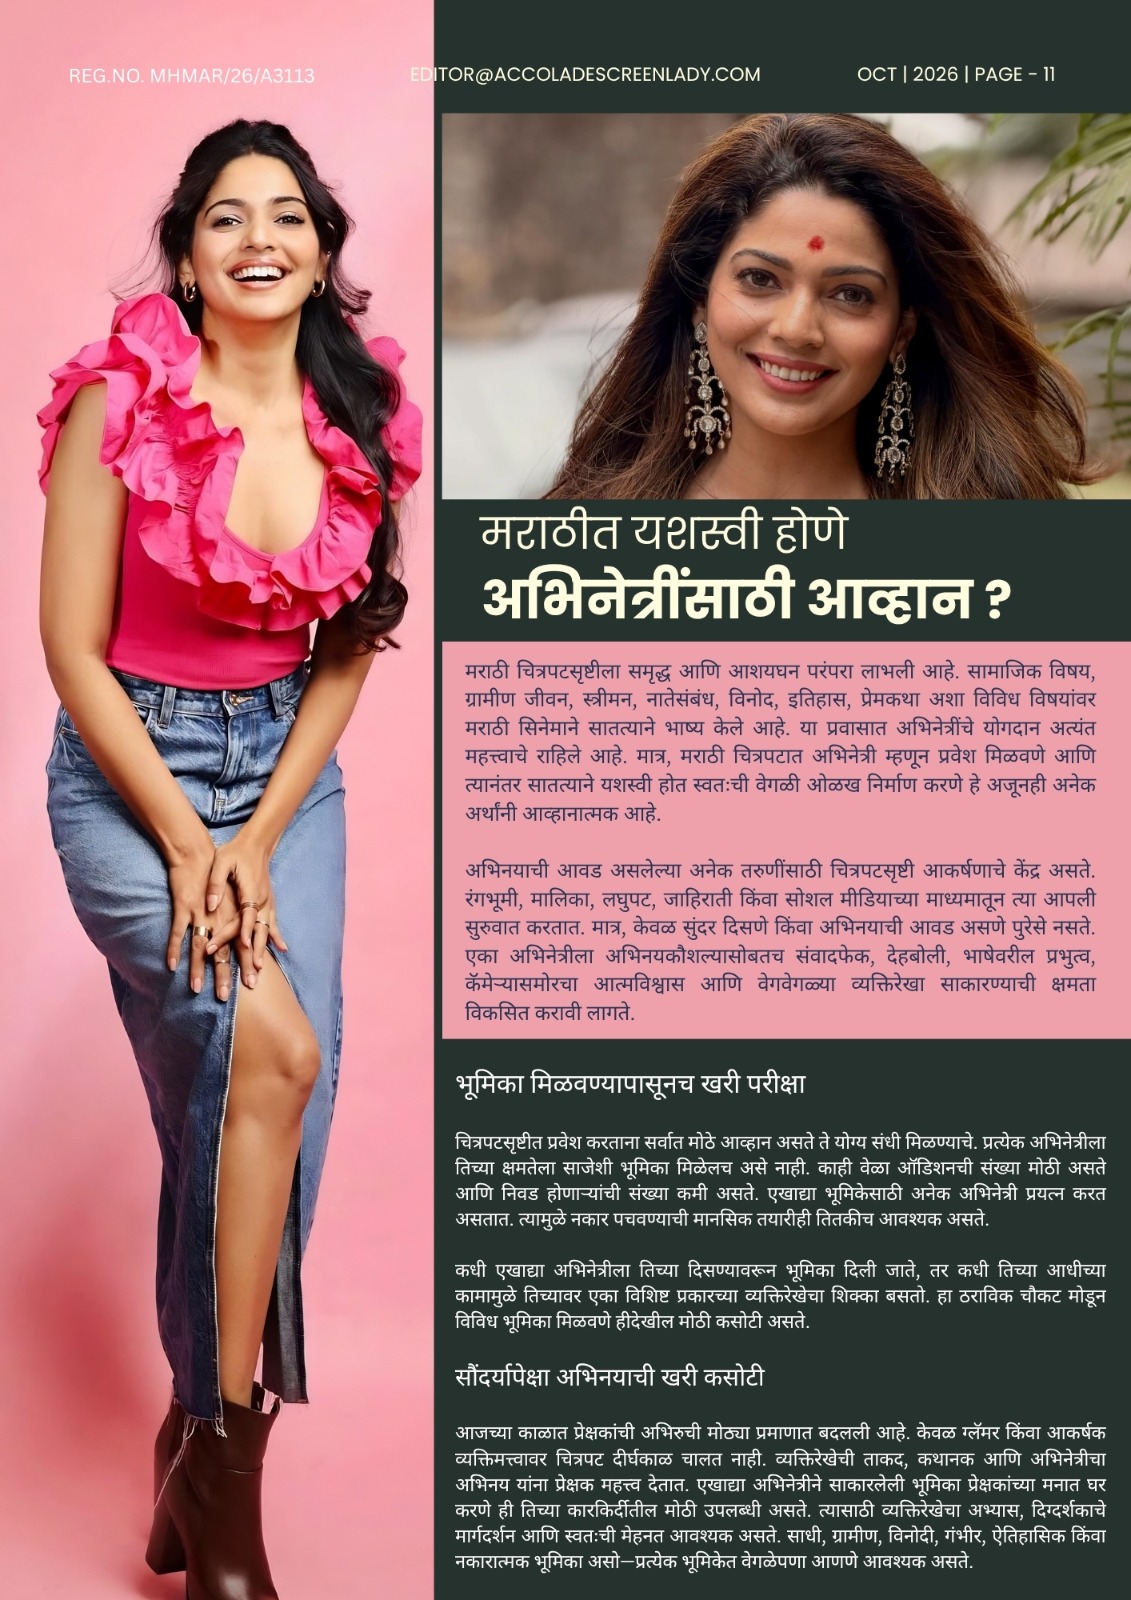 REG.NO. MHMAR/26/A3113
EDITOR@ACCOLADESCREENLADY.COM
OCT | 2026 | PAGE - 11
मराठीत यशस्वी होणे
अभिनेत्रींसाठी आव्हान ?
मराठी चित्रपटसृष्टीला समृद्ध आणि आशयघन परंपरा लाभली आहे. सामाजिक विषय,
ग्रामीण जीवन, स्त्रीमन, नातेसंबंध, विनोद, इतिहास, प्रेमकथा अशा विविध विषयांवर
मराठी सिनेमाने सातत्याने भाष्य केले आहे. या प्रवासात अभिनेत्रींचे योगदान अत्यंत
महत्त्वाचे राहिले आहे. मात्र, मराठी चित्रपटात अभिनेत्री म्हणून प्रवेश मिळवणे आणि
त्यानंतर सातत्याने यशस्वी होत स्वतःची वेगळी ओळख निर्माण करणे हे अजूनही अनेक
अर्थांनी आव्हानात्मक आहे.
अभिनयाची आवड असलेल्या अनेक तरुणींसाठी चित्रपटसृष्टी आकर्षणाचे केंद्र असते.
रंगभूमी, मालिका, लघुपट, जाहिराती किंवा सोशल मीडियाच्या माध्यमातून त्या आपली
सुरुवात करतात. मात्र, केवळ सुंदर दिसणे किंवा अभिनयाची आवड असणे पुरेसे नसते.
एका अभिनेत्रीला अभिनयकौशल्यासोबतच संवादफेक, देहबोली, भाषेवरील प्रभुत्व,
कॅमेऱ्यासमोरचा आत्मविश्वास आणि वेगवेगळ्या व्यक्तिरेखा साकारण्याची क्षमता
विकसित करावी लागते.
भूमिका मिळवण्यापासूनच खरी परीक्षा
चित्रपटसृष्टीत प्रवेश करताना सर्वात मोठे आव्हान असते ते योग्य संधी मिळण्याचे. प्रत्येक अभिनेत्रीला
तिच्या क्षमतेला साजेशी भूमिका मिळेलच असे नाही. काही वेळा ऑडिशनची संख्या मोठी असते
आणि निवड होणाऱ्यांची संख्या कमी असते. एखाद्या भूमिकेसाठी अनेक अभिनेत्री प्रयत्न करत
असतात. त्यामुळे नकार पचवण्याची मानसिक तयारीही तितकीच आवश्यक असते.
कधी एखाद्या अभिनेत्रीला तिच्या दिसण्यावरून भूमिका दिली जाते, तर कधी तिच्या आधीच्या
कामामुळे तिच्यावर एका विशिष्ट प्रकारच्या व्यक्तिरेखेचा शिक्का बसतो. हा ठराविक चौकट मोडून
विविध भूमिका मिळवणे हीदेखील मोठी कसोटी असते.
सौंदर्यापेक्षा अभिनयाची खरी कसोटी
आजच्या काळात प्रेक्षकांची अभिरुची मोठ्या प्रमाणात बदलली आहे. केवळ ग्लॅमर किंवा आकर्षक
व्यक्तिमत्त्वावर चित्रपट दीर्घकाळ चालत नाही. व्यक्तिरेखेची ताकद, कथानक आणि अभिनेत्रीचा
अभिनय यांना प्रेक्षक महत्त्व देतात. एखाद्या अभिनेत्रीने साकारलेली भूमिका प्रेक्षकांच्या मनात घर
करणे ही तिच्या कारकिर्दीतील मोठी उपलब्धी असते. त्यासाठी व्यक्तिरेखेचा अभ्यास, दिग्दर्शकाचे
मार्गदर्शन आणि स्वतःची मेहनत आवश्यक असते. साधी, ग्रामीण, विनोदी, गंभीर, ऐतिहासिक किंवा
नकारात्मक भूमिका असो—प्रत्येक भूमिकेत वेगळेपणा आणणे आवश्यक असते.